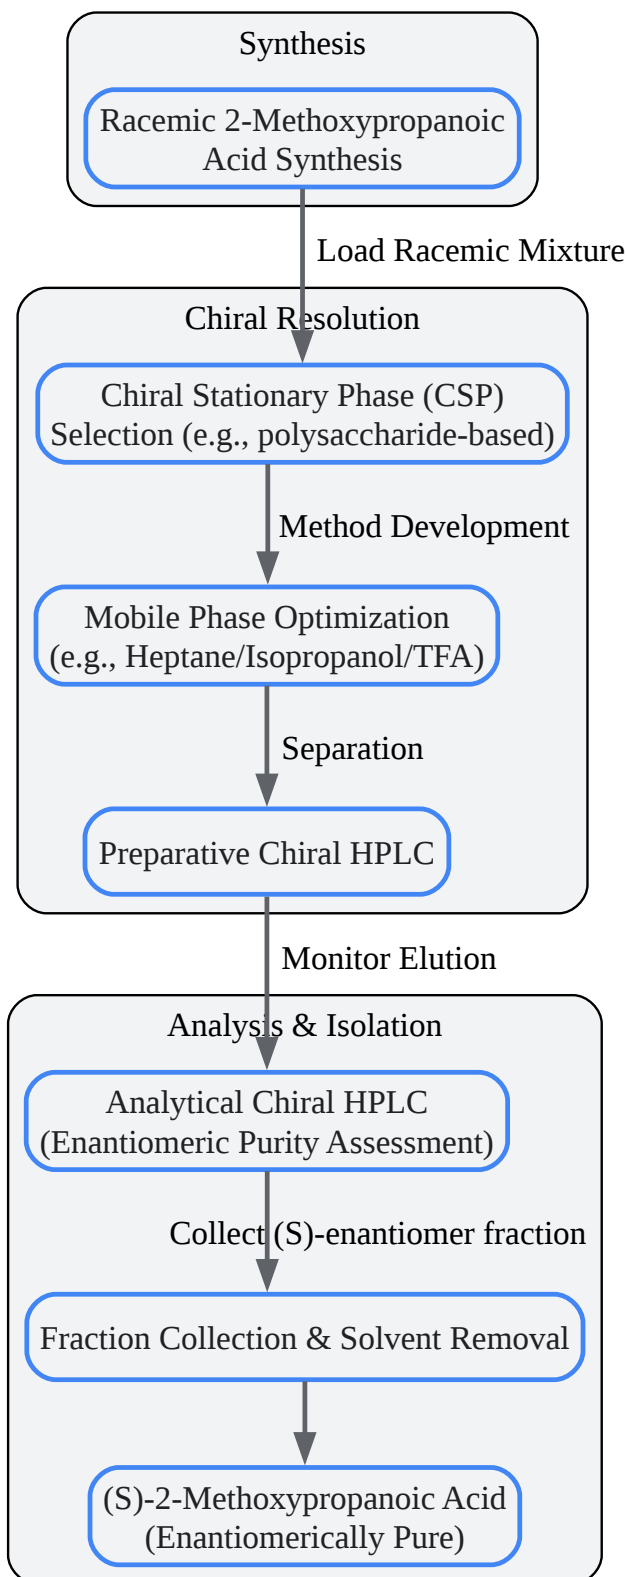 Synthesis
Racemic 2-Methoxypropanoic
Acid Synthesis
Load Racemic Mixture
Chiral Resolution
Chiral Stationary Phase (CSP)
Selection (e.g., polysaccharide-based)
Method Development
Mobile Phase Optimization
(e.g., Heptane/Isopropanol/TFA)
Separation
Preparative Chiral HPLC
Monitor Elution
Analysis & Isolation
Analytical Chiral HPLC
(Enantiomeric Purity Assessment)
Collect (S)-enantiomer fraction
Fraction Collection & Solvent Removal
(S)-2-Methoxypropanoic Acid
(Enantiomerically Pure)